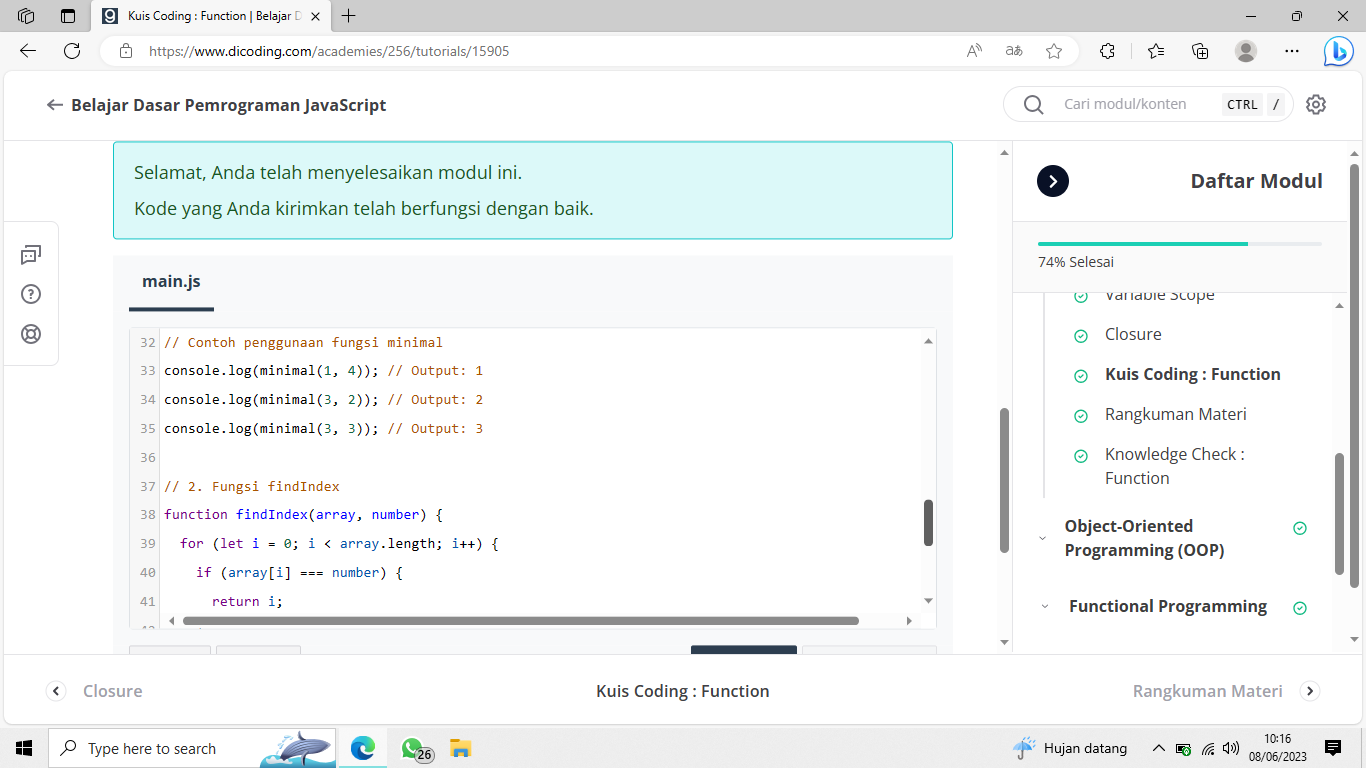 Kuis Coding : Function | Belajar D
https://www.dicoding.com/academies/256/tutorials/15905
Belajar Dasar Pemrograman JavaScript
Cari modul/konten CTRL /
Selamat, Anda telah menyelesaikan modul ini.
Kode yang Anda kirimkan telah berfungsi dengan baik.
main.js
32 // Contoh penggunaan fungsi minimal
33 console.log(minimal(1, 4)); // Output: 1
34 console.log(minimal(3, 2)); // Output: 2
35 console.log(minimal(3, 3)); // Output: 3
36
37 // 2. Fungsi findIndex
38 function findIndex(array, number) {
39 for (let i = 0; i < array.length; i++) {
40 if (array[i] === number) {
41 return i;
Daftar Modul
74% Selesai
Variable Scope
Closure
Kuis Coding : Function
Rangkuman Materi
Knowledge Check :
Function
Object-Oriented
Programming (OOP)
Functional Programming
Closure
Kuis Coding : Function
Rangkuman Materi
Type here to search
26
Hujan datang
10:16
08/06/2023